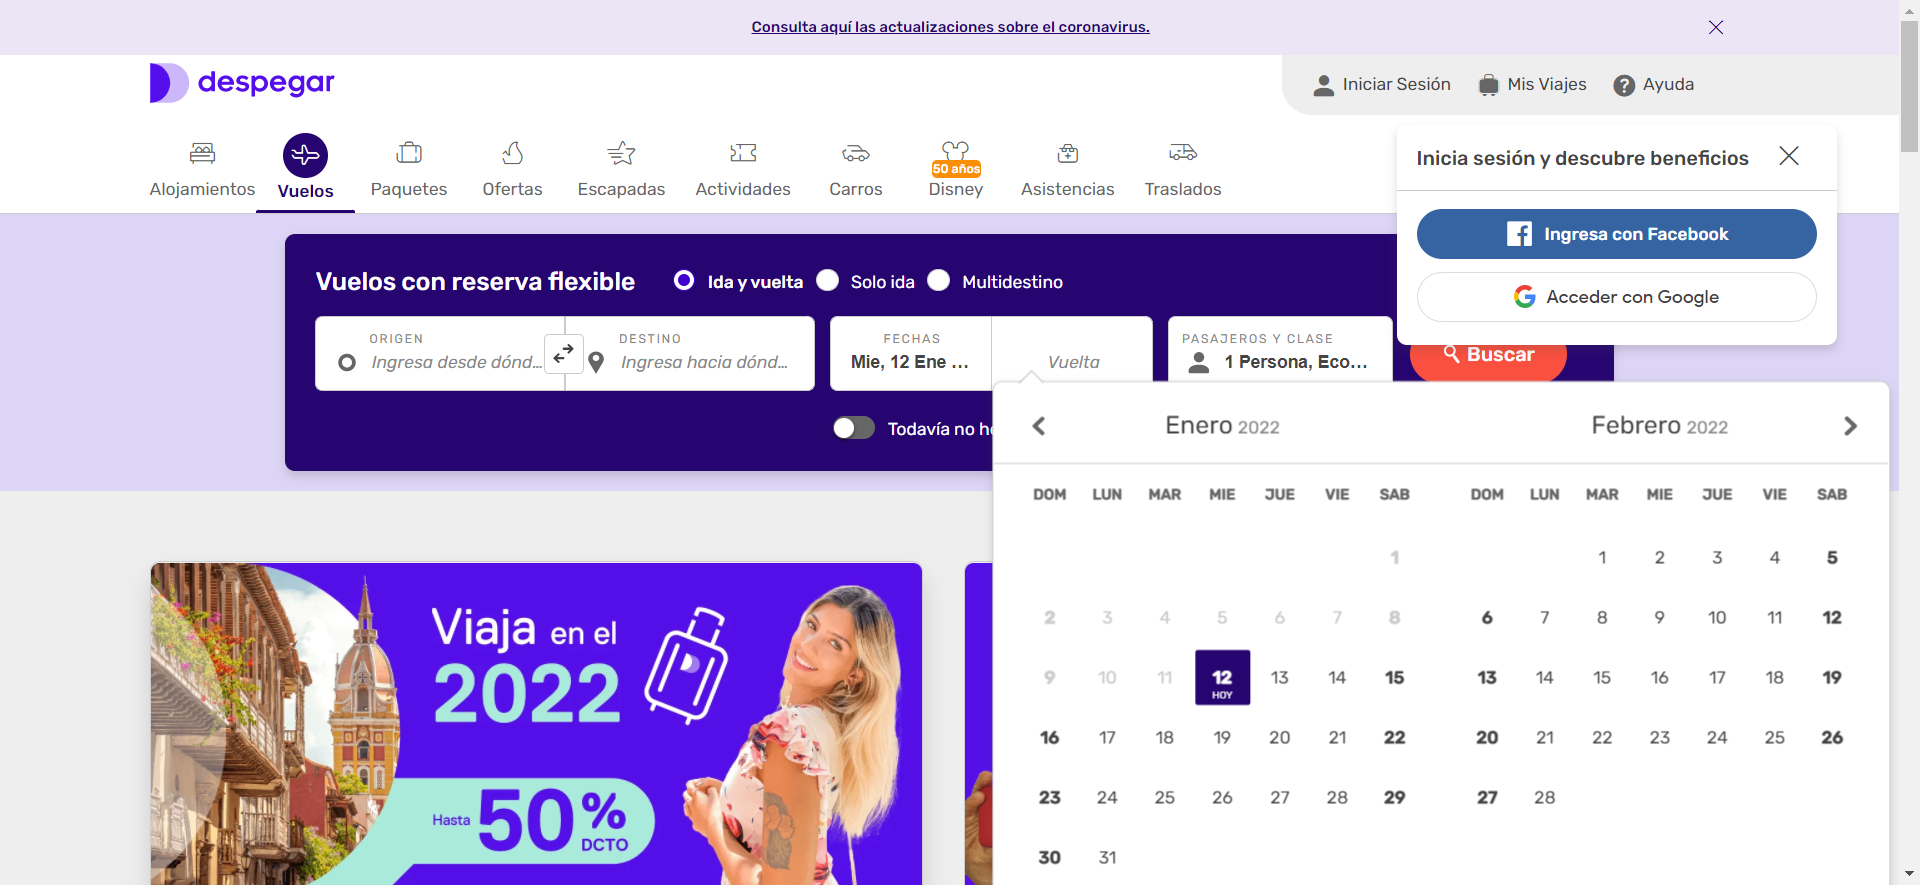 Consulta aquí las actualizaciones sobre el coronavirus.
despegar
Iniciar Sesión
Mis Viajes
Ayuda
Alojamientos
Vuelos
Paquetes
Ofertas
Escapadas
Actividades
Carros
50 años
Disney
Asistencias
Traslados
Inicia sesión y descubre beneficios
Ingresa con Facebook
Acceder con Google
Vuelos con reserva flexible
Ida y vuelta
Solo ida
Multidestino
ORIGEN
Ingresa desde dónd...
DESTINO
Ingresa hacia dónd...
FECHAS
Mie, 12 Ene ...
Vuelta
PASAJEROS Y CLASE
1 Persona, Eco...
Buscar
Todavía no he
Enero 2022
DOM LUN MAR MIE JUE VIE SAB
1
2 3 4 5 6 7 8
9 10 11 12 13 14 15
HOY
16 17 18 19 20 21 22
23 24 25 26 27 28 29
30 31
Febrero 2022
DOM LUN MAR MIE JUE VIE SAB
1 2 3 4 5
6 7 8 9 10 11 12
13 14 15 16 17 18 19
20 21 22 23 24 25 26
27 28
Viaja en el
2022
Hasta 50%
DCTO